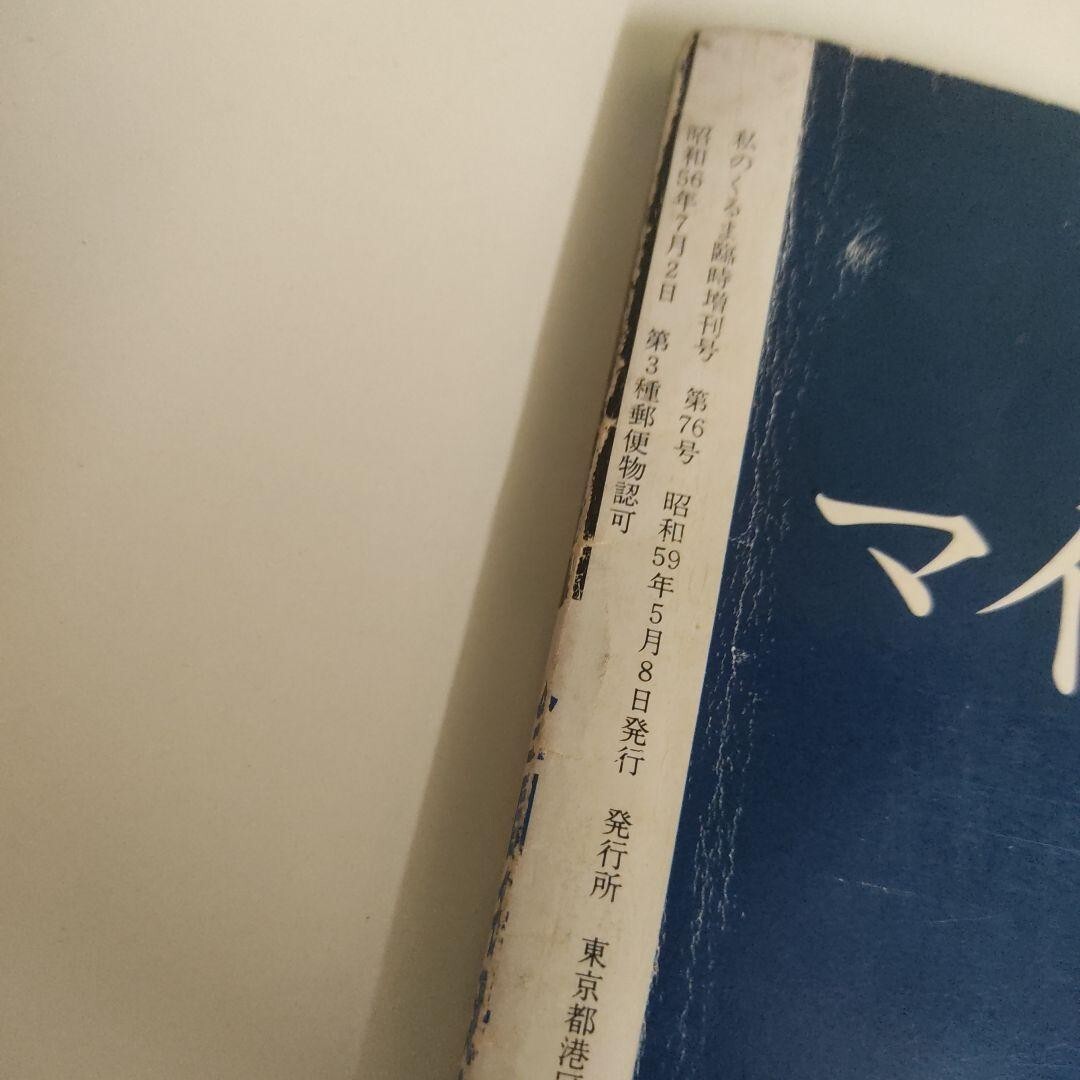 私のくるま臨時増刊号 第76号 昭和59年5月8日発行 発行所 東京都港区
昭和56年7月2日 第3種郵便物認可
マイ